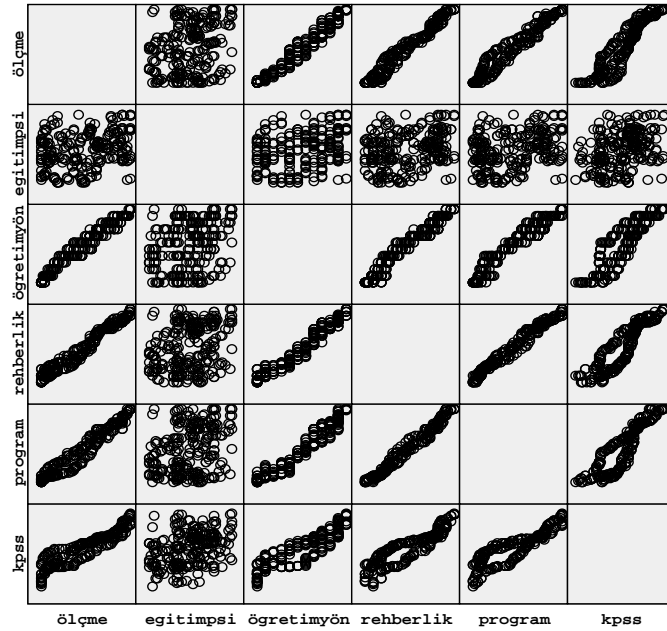 ölçme
egitimpsi
ögretimyön
rehberlik
program
kpss
ölçme egitimpsi ögretimyön rehberlik program kpss